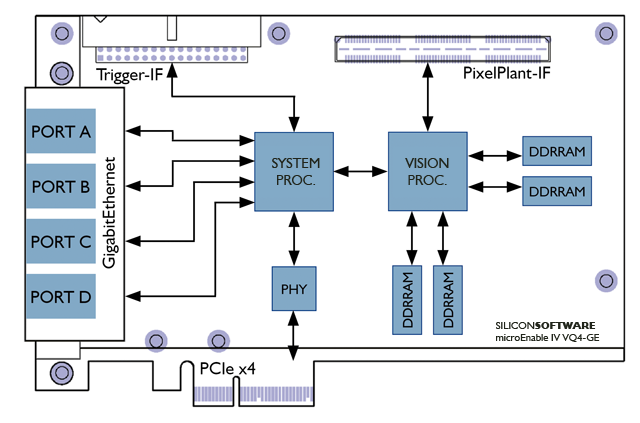 Trigger-IF
PixelPlant-IF
PORT A
PORT B
PORT C
PORT D
GigabitEthernet
SYSTEM
PROC.
VISION
PROC.
DDRRAM
DDRRAM
PHY
DDRRAM
DDRRAM
SILICONSOFTWARE
microEnable IV VQ4-GE
PCIe x4